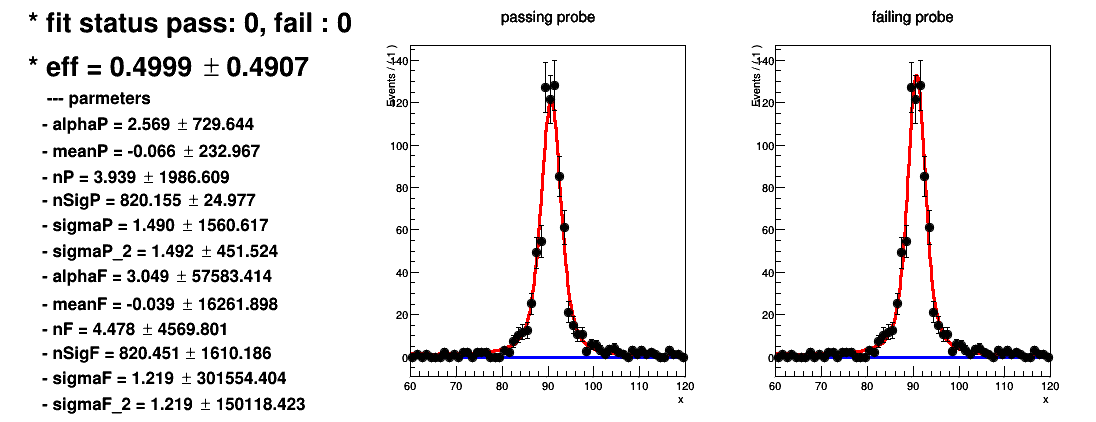 * fit status pass: 0, fail : 0
* eff = 0.4999 ± 0.4907
--- parmeters
- alphaP = 2.569 ± 729.644
- meanP = -0.066 ± 232.967
- nP = 3.939 ± 1986.609
- nSigP = 820.155 ± 24.977
- sigmaP = 1.490 ± 1560.617
- sigmaP_2 = 1.492 ± 451.524
- alphaF = 3.049 ± 57583.414
- meanF = -0.039 ± 16261.898
- nF = 4.478 ± 4569.801
- nSigF = 820.451 ± 1610.186
- sigmaF = 1.219 ± 301554.404
- sigmaF_2 = 1.219 ± 150118.423
passing probe
Events / ( 1 )
140
120
100
80
60
40
20
0
60 70 80 90 100 110 120
x
failing probe
Events / ( 1 )
140
120
100
80
60
40
20
0
60 70 80 90 100 110 120
x